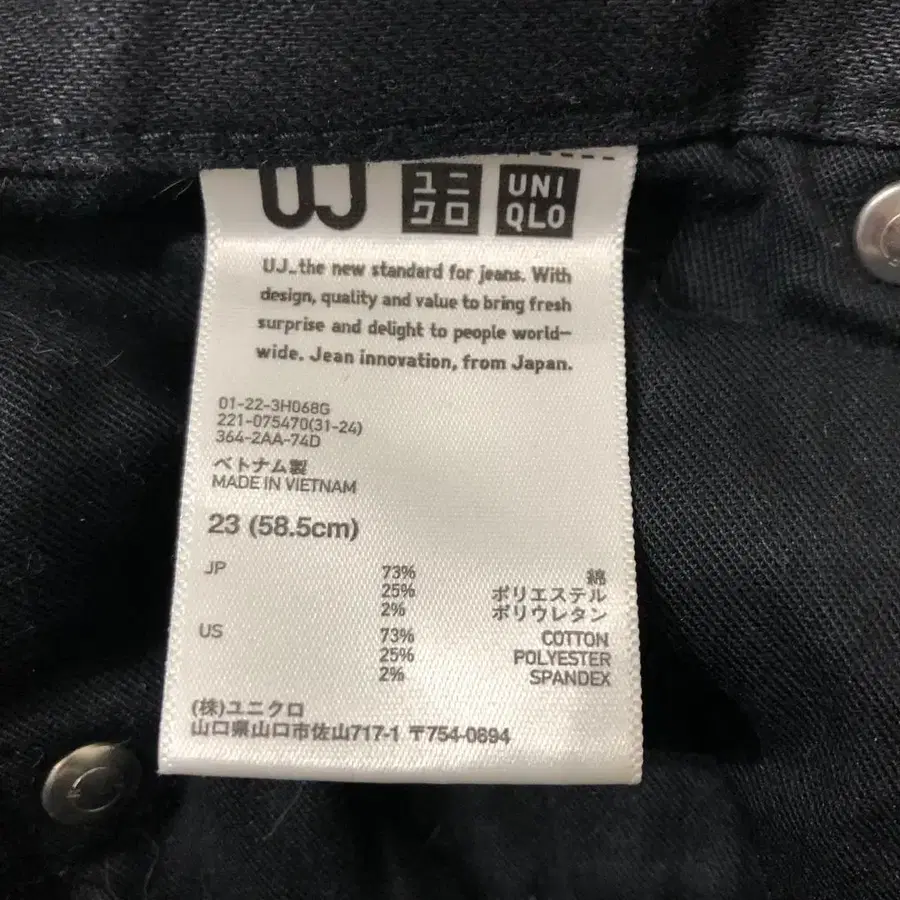 UJ
ユニ
クロ
UNI
QLO
UJ_the new standard for jeans. With
design, quality and value to bring fresh
surprise and delight to people world-
wide. Jean innovation, from Japan.
01-22-3H068G
221-075470(31-24)
364-2AA-74D
ベトナム製
MADE IN VIETNAM
23 (58.5cm)
JP 73% 綿
25% ポリエステル
2% ポリウレタン
US 73% COTTON
25% POLYESTER
2% SPANDEX
(株)ユニクロ
山口県山口市佐山717-1 〒754-0894